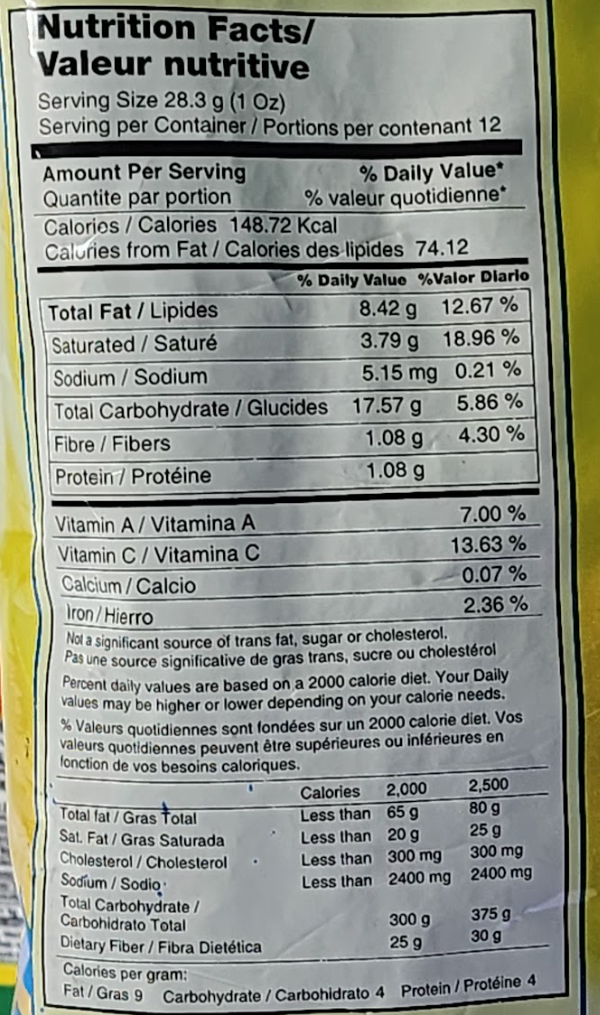 Nutrition Facts/
Valeur nutritive
Serving Size 28.3 g (1 Oz)
Serving per Container / Portions per contenant 12
Amount Per Serving % Daily Value*
Quantite par portion % valeur quotidienne*
Calories / Calories 148.72 Kcal
Calories from Fat / Calories des lipides 74.12
% Daily Value %Valor Diario
Total Fat / Lipides 8.42 g 12.67 %
Saturated / Saturé 3.79 g 18.96 %
Sodium / Sodium 5.15 mg 0.21 %
Total Carbohydrate / Glucides 17.57 g 5.86 %
Fibre / Fibers 1.08 g 4.30 %
Protein / Protéine 1.08 g
Vitamin A / Vitamina A 7.00 %
Vitamin C / Vitamina C 13.63 %
Calcium / Calcio 0.07 %
Iron / Hierro 2.36 %
Not a significant source of trans fat, sugar or cholesterol.
Pas une source significative de gras trans, sucre ou cholestérol
Percent daily values are based on a 2000 calorie diet. Your Daily
values may be higher or lower depending on your calorie needs.
% Valeurs quotidiennes sont fondées sur un 2000 calorie diet. Vos
valeurs quotidiennes peuvent être supérieures ou inférieures en
fonction de vos besoins caloriques.
Calories 2,000 2,500
Total fat / Gras Total Less than 65 g 80 g
Sat. Fat / Gras Saturada Less than 20 g 25 g
Cholesterol / Cholesterol Less than 300 mg 300 mg
Sodium / Sodio Less than 2400 mg 2400 mg
Total Carbohydrate /
Carbohidrato Total 300 g 375 g
Dietary Fiber / Fibra Dietética 25 g 30 g
Calories per gram:
Fat / Gras 9 Carbohydrate / Carbohidrato 4 Protein / Protéine 4